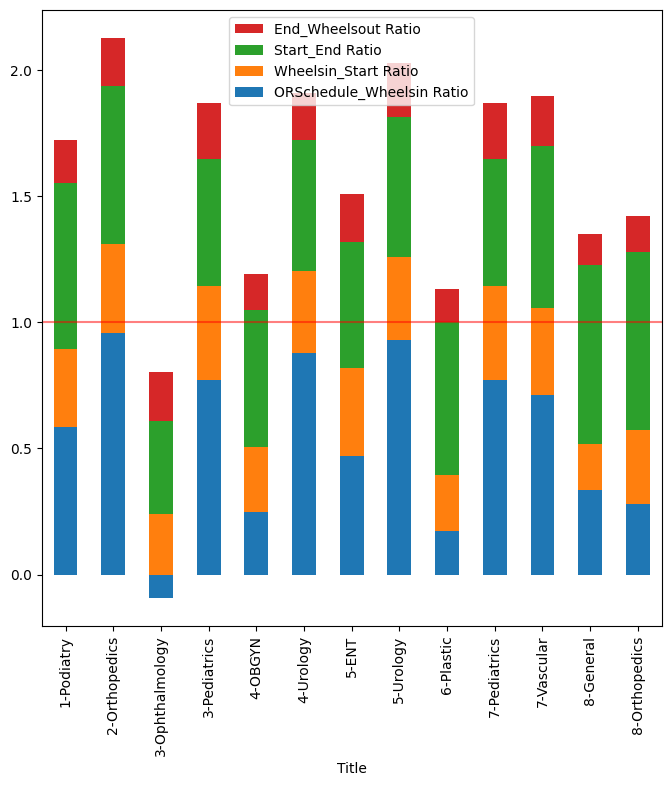 End_Wheelsout Ratio
Start_End Ratio
Wheelsin_Start Ratio
ORSchedule_Wheelsin Ratio
2.0
1.5
1.0
0.5
0.0
1-Podiatry
2-Orthopedics
3-Ophthalmology
3-Pediatrics
4-OBGYN
4-Urology
5-ENT
5-Urology
6-Plastic
7-Pediatrics
7-Vascular
8-General
8-Orthopedics
Title